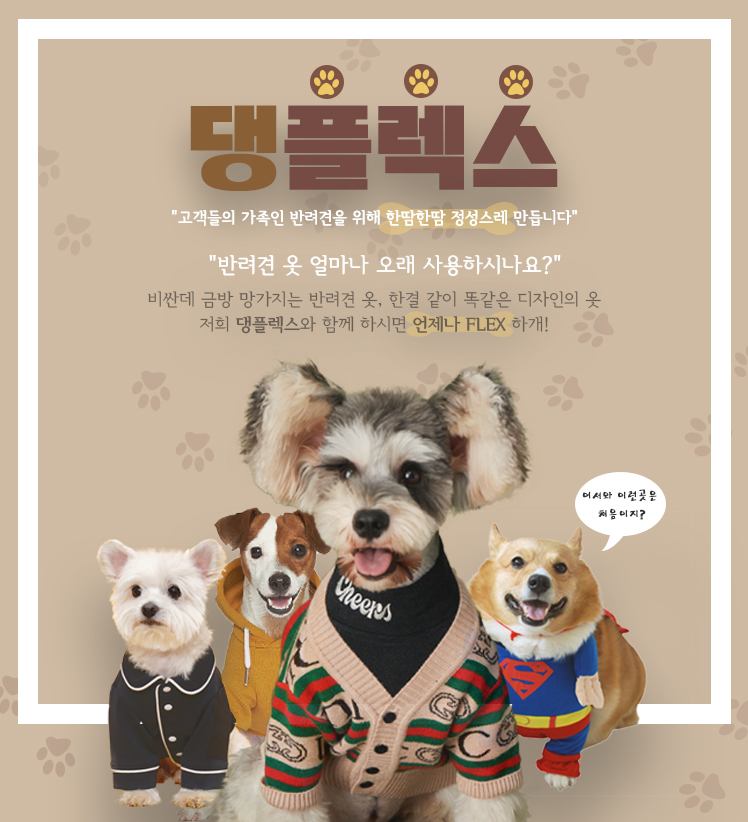 댕플렉스
"고객들의 가족인 반려견을 위해 한땀한땀 정성스레 만듭니다"
"반려견 옷 얼마나 오래 사용하시나요?"
비싼데 금방 망가지는 반려견 옷, 한결 같이 똑같은 디자인의 옷
저희 댕플렉스와 함께 하시면 언제나 FLEX 하개!
어서와 이런곳은
처음이지?
Cheers
S